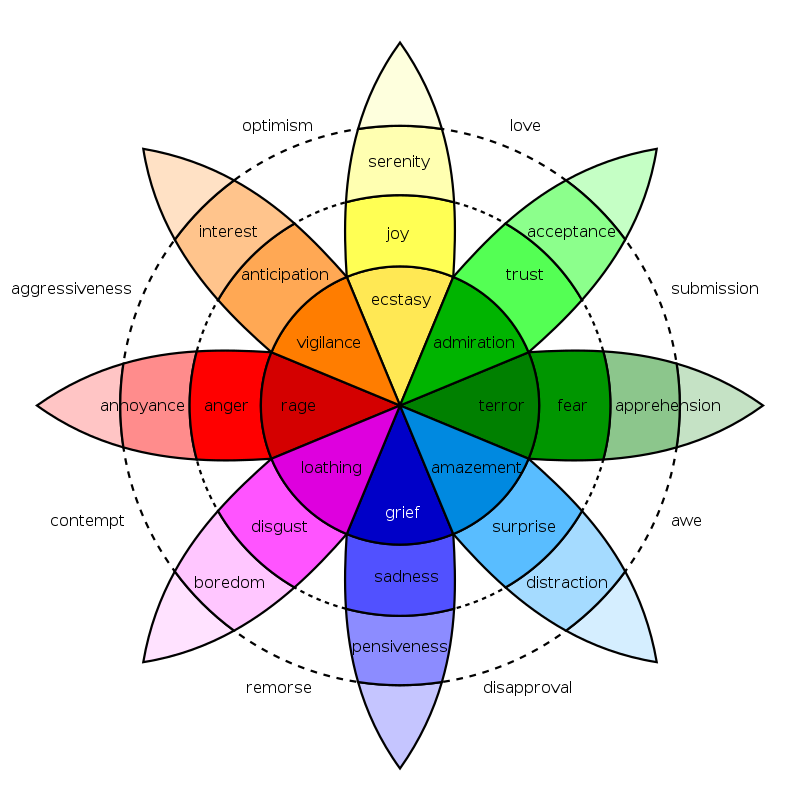 optimism
love
serenity
interest
acceptance
joy
anticipation
trust
aggressiveness
submission
ecstasy
vigilance
admiration
annoyance
anger
rage
terror
fear
apprehension
loathing
amazement
grief
contempt
disgust
surprise
awe
sadness
boredom
distraction
pensiveness
remorse
disapproval